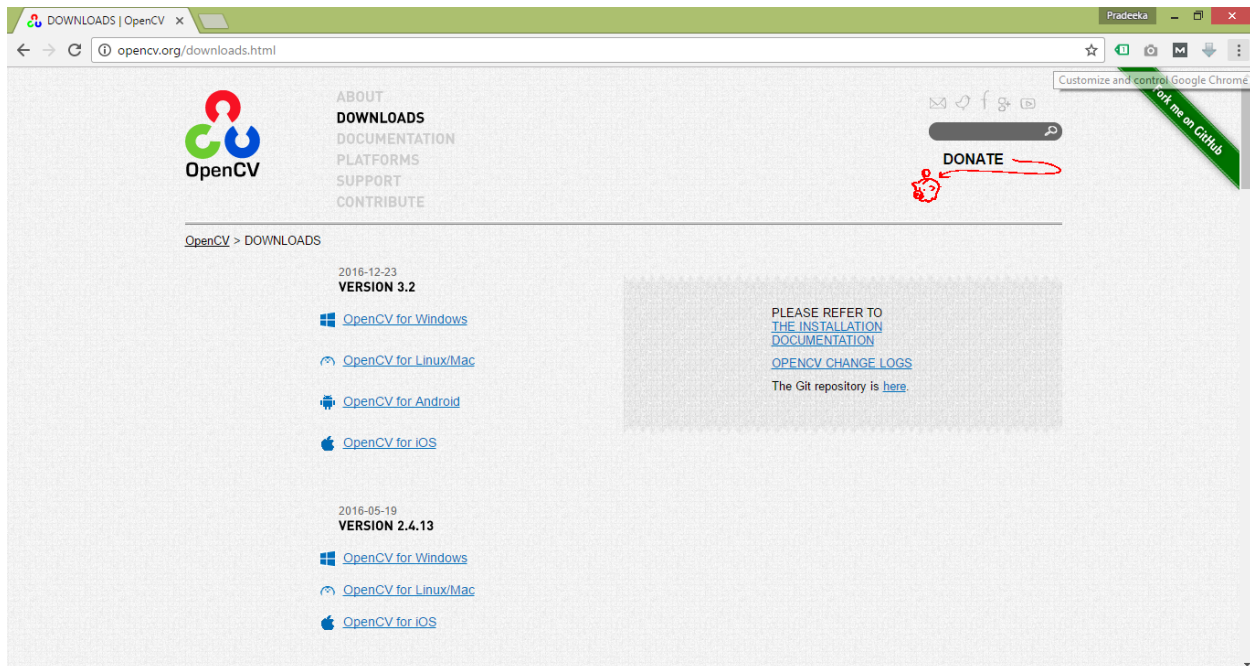 DOWNLOADS | OpenCV
Pradeeka
opencv.org/downloads.html
Customize and control Google Chrome
Fork me on GitHub
OpenCV
ABOUT
DOWNLOADS
DOCUMENTATION
PLATFORMS
SUPPORT
CONTRIBUTE
DONATE
OpenCV > DOWNLOADS
2016-12-23
VERSION 3.2
OpenCV for Windows
OpenCV for Linux/Mac
OpenCV for Android
OpenCV for iOS
PLEASE REFER TO
THE INSTALLATION
DOCUMENTATION
OPENCV CHANGE LOGS
The Git repository is here.
2016-05-19
VERSION 2.4.13
OpenCV for Windows
OpenCV for Linux/Mac
OpenCV for iOS